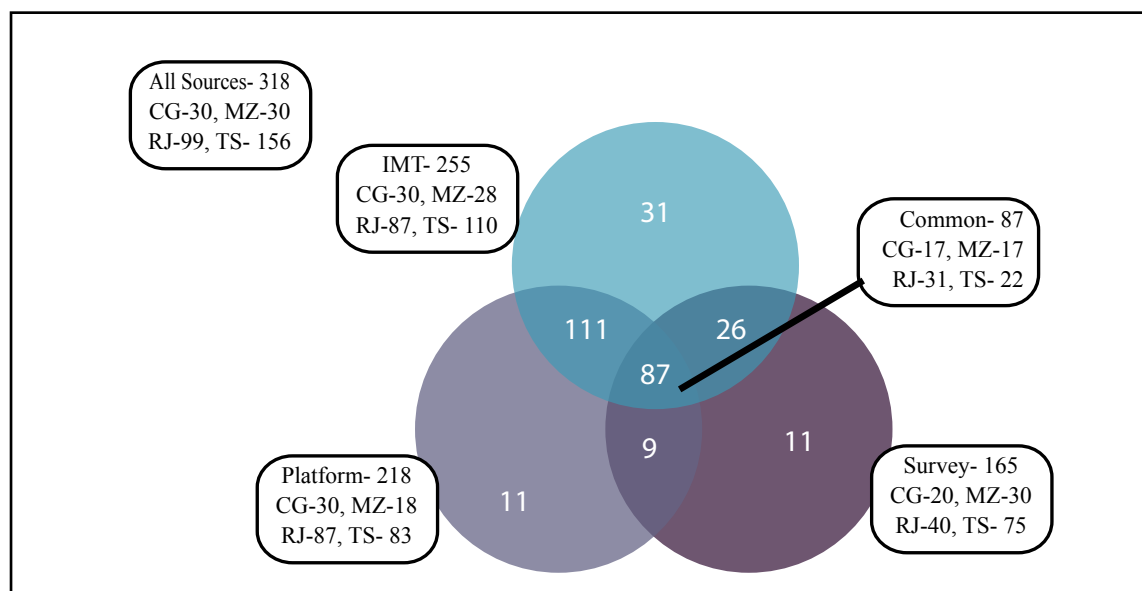 All Sources- 318
CG-30, MZ-30
RJ-99, TS- 156
IMT- 255
CG-30, MZ-28
RJ-87, TS- 110
31
Common- 87
CG-17, MZ-17
RJ-31, TS- 22
111
26
87
9
11
11
Platform- 218
CG-30, MZ-18
RJ-87, TS- 83
Survey- 165
CG-20, MZ-30
RJ-40, TS- 75